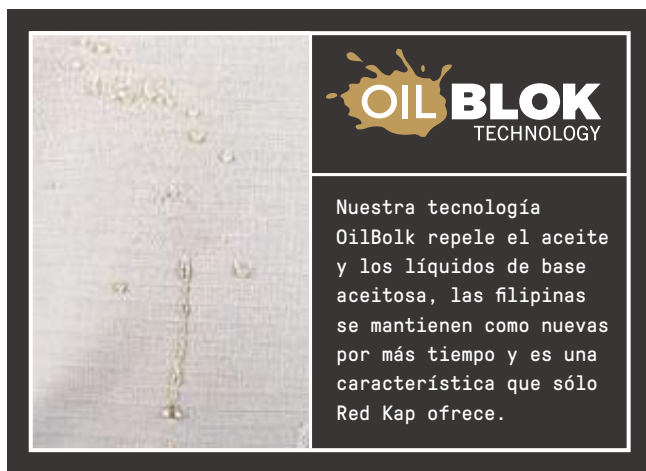 OIL BLOK
TECHNOLOGY
Nuestra tecnología
OilBolk repele el aceite
y los líquidos de base
aceitosa, las filipinas
se mantienen como nuevas
por más tiempo y es una
característica que sólo
Red Kap ofrece.